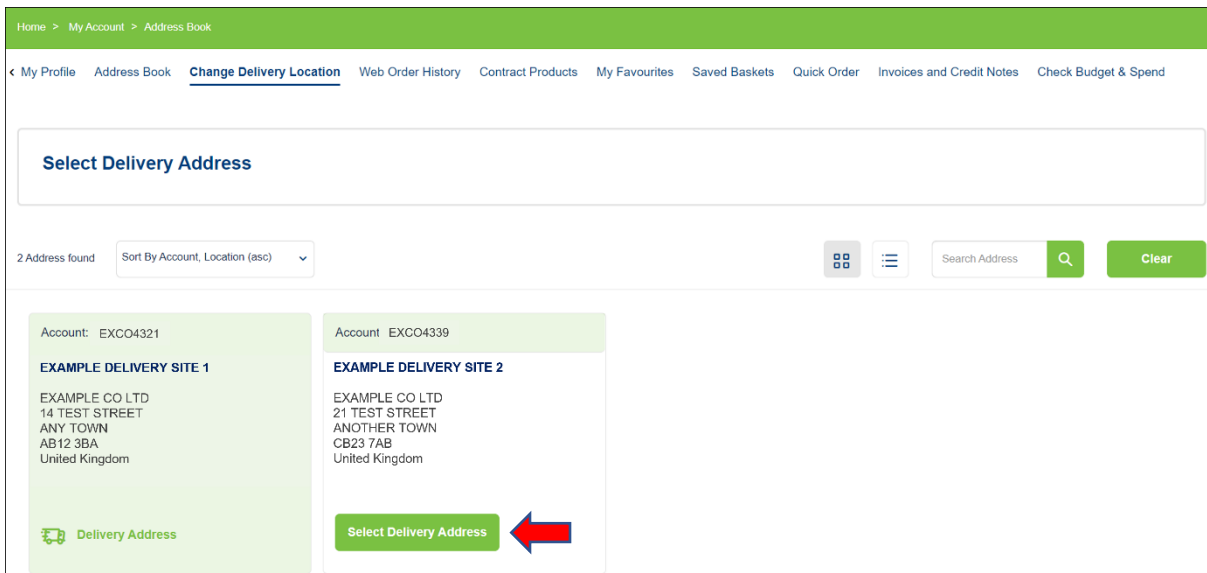 Home > My Account > Address Book
‹ My Profile Address Book Change Delivery Location Web Order History Contract Products My Favourites Saved Baskets Quick Order Invoices and Credit Notes Check Budget & Spend
Select Delivery Address
2 Address found Sort By Account, Location (asc) Search Address Clear
Account: EXCO4321
EXAMPLE DELIVERY SITE 1
EXAMPLE CO LTD
14 TEST STREET
ANY TOWN
AB12 3BA
United Kingdom
Delivery Address
Account EXCO4339
EXAMPLE DELIVERY SITE 2
EXAMPLE CO LTD
21 TEST STREET
ANOTHER TOWN
CB23 7AB
United Kingdom
Select Delivery Address